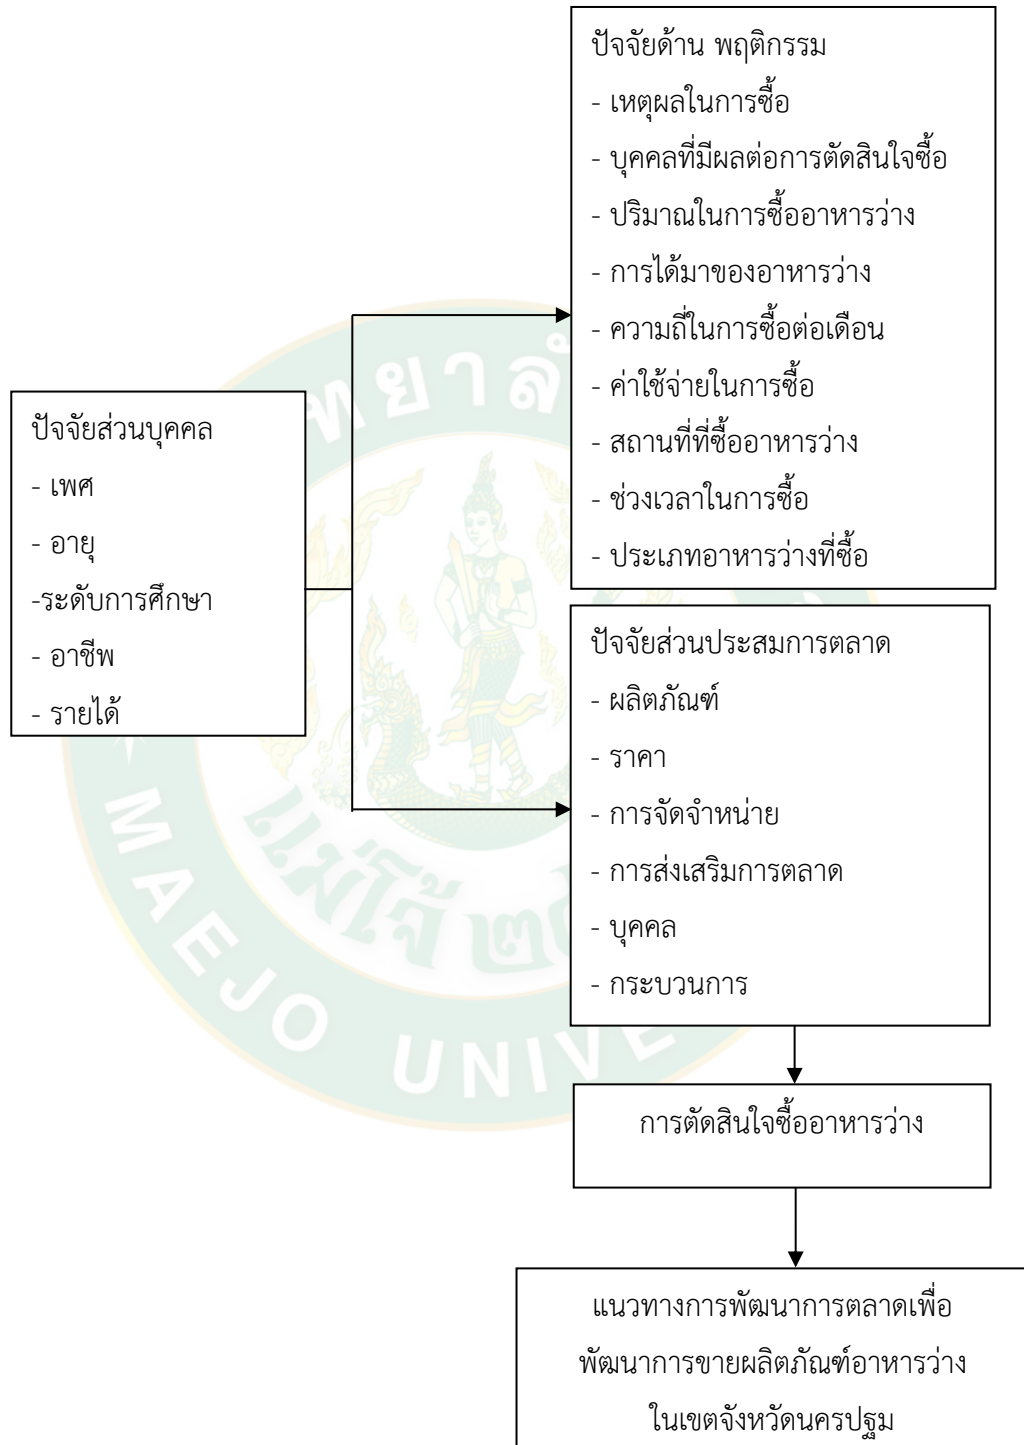 ปัจจัยด้าน พฤติกรรม
- เหตุผลในการซื้อ
- บุคคลที่มีผลต่อการตัดสินใจซื้อ
- ปริมาณในการซื้ออาหารว่าง
- การได้มาของอาหารว่าง
- ความถี่ในการซื้อต่อเดือน
- ค่าใช้จ่ายในการซื้อ
- สถานที่ที่ซื้ออาหารว่าง
- ช่วงเวลาในการซื้อ
- ประเภทอาหารว่างที่ซื้อ
ปัจจัยส่วนบุคคล
- เพศ
- อายุ
-ระดับการศึกษา
- อาชีพ
- รายได้
ปัจจัยส่วนประสมการตลาด
- ผลิตภัณฑ์
- ราคา
- การจัดจำหน่าย
- การส่งเสริมการตลาด
- บุคคล
- กระบวนการ
การตัดสินใจซื้ออาหารว่าง
แนวทางการพัฒนาการตลาดเพื่อ
พัฒนาการขายผลิตภัณฑ์อาหารว่าง
ในเขตจังหวัดนครปฐม
ทยาลั
แม่โจ้
MAEJO UNIVE